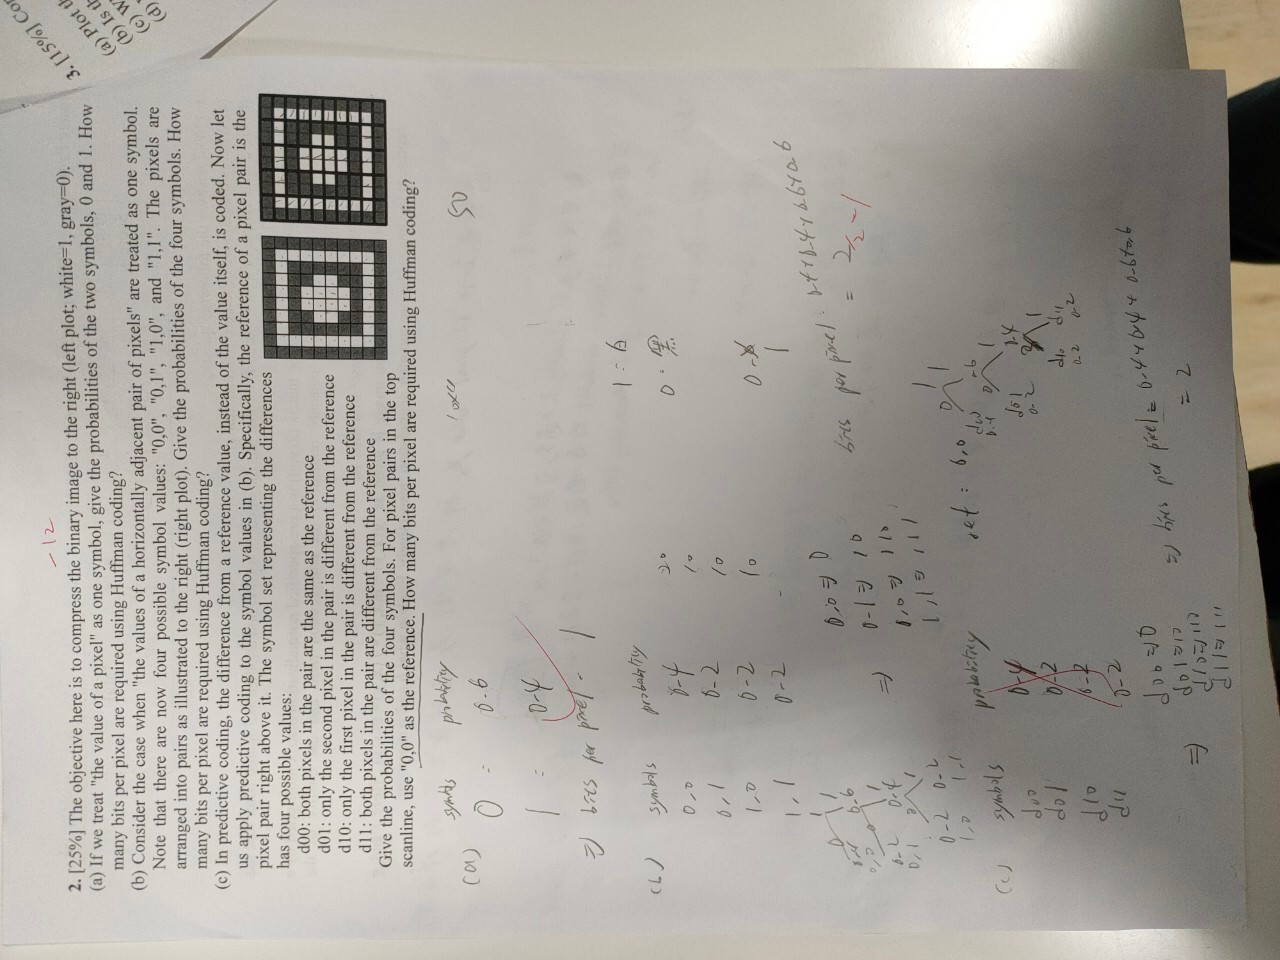 -12
2. [25%] The objective here is to compress the binary image to the right (left plot; white=1, gray=0).
(a) If we treat "the value of a pixel" as one symbol, give the probabilities of the two symbols, 0 and 1. How
many bits per pixel are required using Huffman coding?
(b) Consider the case when "the values of a horizontally adjacent pair of pixels" are treated as one symbol.
Note that there are now four possible symbol values: "0,0", "0,1", "1,0", and "1,1". The pixels are
arranged into pairs as illustrated to the right (right plot). Give the probabilities of the four symbols. How
many bits per pixel are required using Huffman coding?
(c) In predictive coding, the difference from a reference value, instead of the value itself, is coded. Now let
us apply predictive coding to the symbol values in (b). Specifically, the reference of a pixel pair is the
pixel pair right above it. The symbol set representing the differences
has four possible values:
d00: both pixels in the pair are the same as the reference
d01: only the second pixel in the pair is different from the reference
d10: only the first pixel in the pair is different from the reference
d11: both pixels in the pair are different from the reference
Give the probabilities of the four symbols. For pixel pairs in the top
scanline, use "0,0" as the reference. How many bits per pixel are required using Huffman coding?
3. [15%]
(a) Plot
(b) Is
(c)
(d)
(a) symbols probability
50
0 = 0.6
1 = 0.4
⇒ bits per pixel = 1
(b) symbols probability
0,0 0.4 20
0,1 0.2 10
1,0 0.2 10
1,1 0.2 -
0 : 黑
1
0 1
0.4 0.6
0,0 0 1
0.2 0.4
0,1 0 1
0.2 0.2
1,0 1,1
0,0 ⇒ 0
0,1 ⇒ 10
⇒ 1,0 ⇒ 110
1,1 ⇒ 111
bits per pixel = 0.4+0.4+0.6+0.6
= 2/2 -1
(c) symbols probability
ref = 0,0
d00 0.4
d01 0.2
d10 0.2
d11 0.2
1
0 1
d00 0.6
0.4 0 1
d01 0.4
0.2 1
d10 d11
0.2 0.2
d00 ⇒ 0
d01 ⇒ 10
⇒ d10 ⇒ 110
d11 ⇒ 111
⇒ bits per pixel = 0.4+0.4+0.6+0.6
= 2